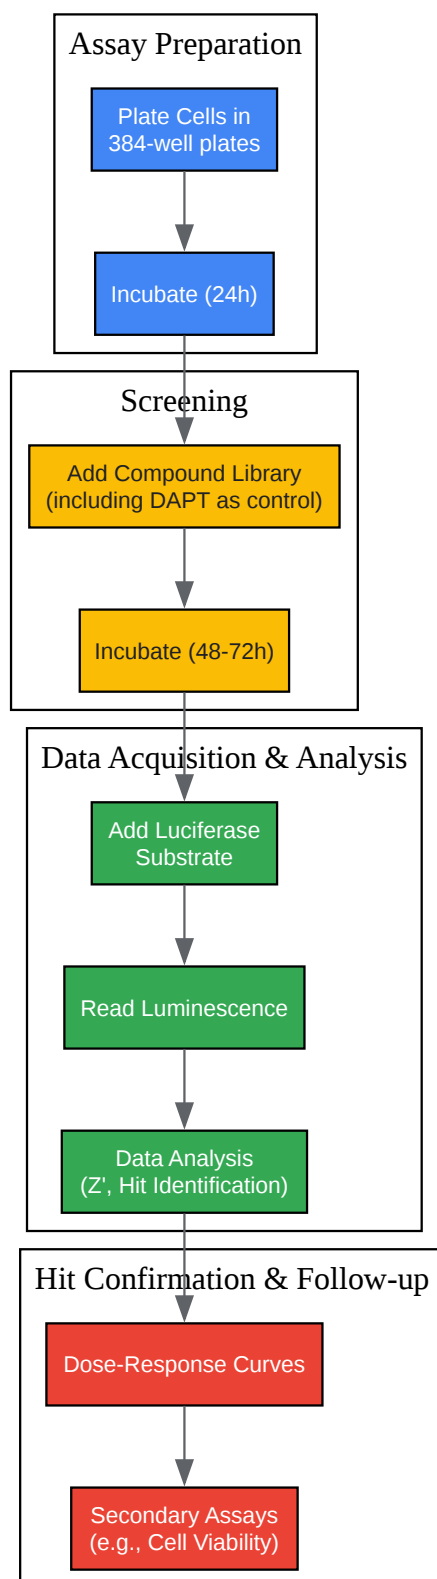 Assay Preparation
Plate Cells in
384-well plates
Incubate (24h)
Screening
Add Compound Library
(including DAPT as control)
Incubate (48-72h)
Data Acquisition & Analysis
Add Luciferase
Substrate
Read Luminescence
Data Analysis
(Z', Hit Identification)
Hit Confirmation & Follow-up
Dose-Response Curves
Secondary Assays
(e.g., Cell Viability)